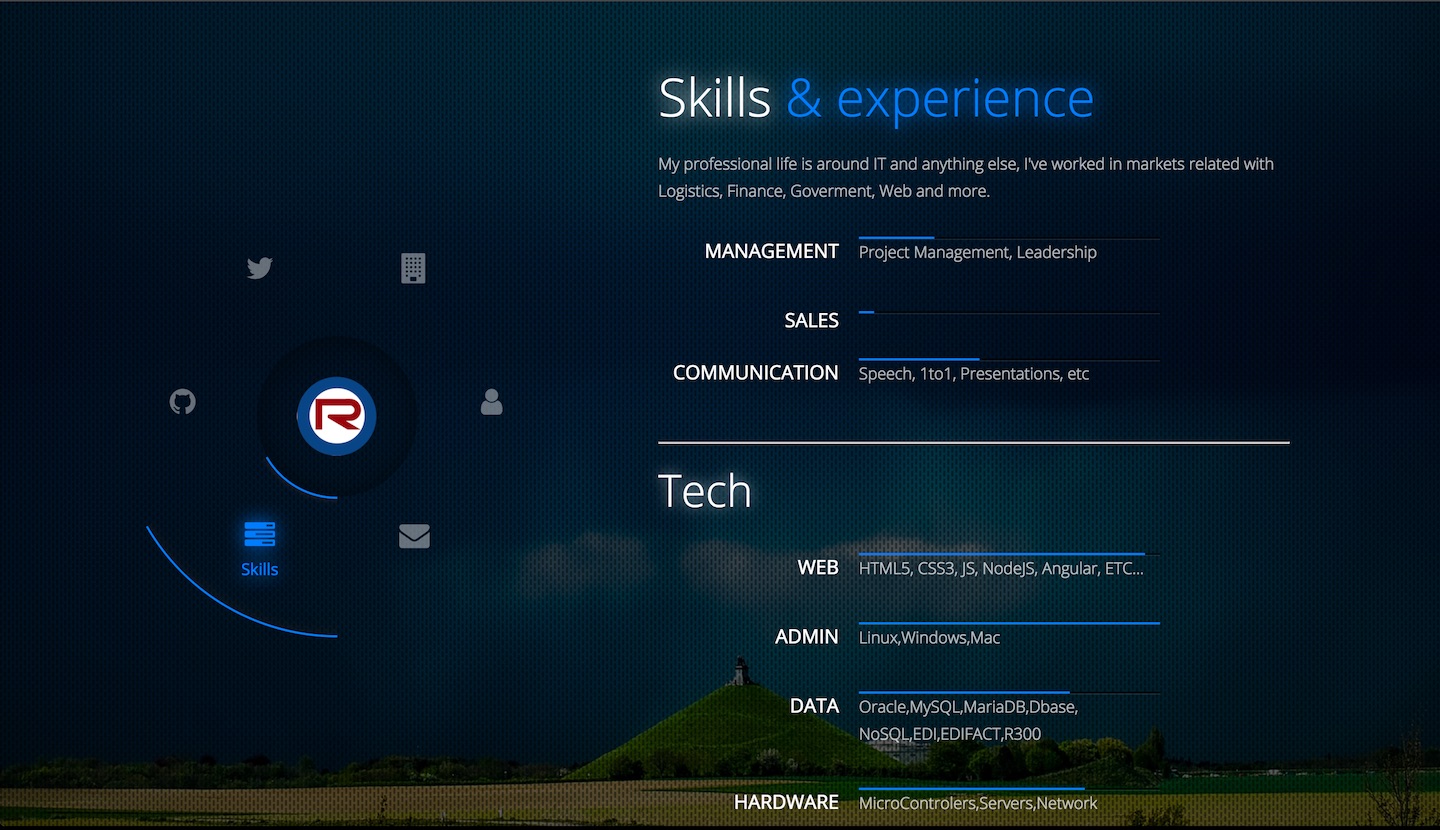 Skills & experience
My professional life is around IT and anything else, I've worked in markets related with
Logistics, Finance, Goverment, Web and more.
MANAGEMENT
Project Management, Leadership
SALES
COMMUNICATION
Speech, 1to1, Presentations, etc
R
Skills
Tech
WEB
HTML5, CSS3, JS, NodeJS, Angular, ETC...
ADMIN
Linux,Windows,Mac
DATA
Oracle,MySQL,MariaDB,Dbase,
NoSQL,EDI,EDIFACT,R300
HARDWARE
MicroControlers,Servers,Network